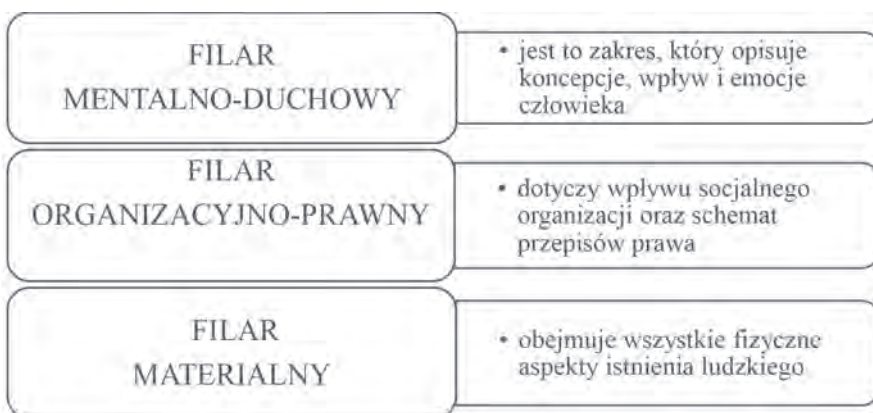 FILAR
MENTALNO-DUCHOWY
• jest to zakres, który opisuje
koncepcje, wpływ i emocje
człowieka
FILAR
ORGANIZACYJNO-PRAWNY
• dotyczy wpływu socjalnego
organizacji oraz schemat
przepisów prawa
FILAR
MATERIALNY
• obejmuje wszystkie fizyczne
aspekty istnienia ludzkiego